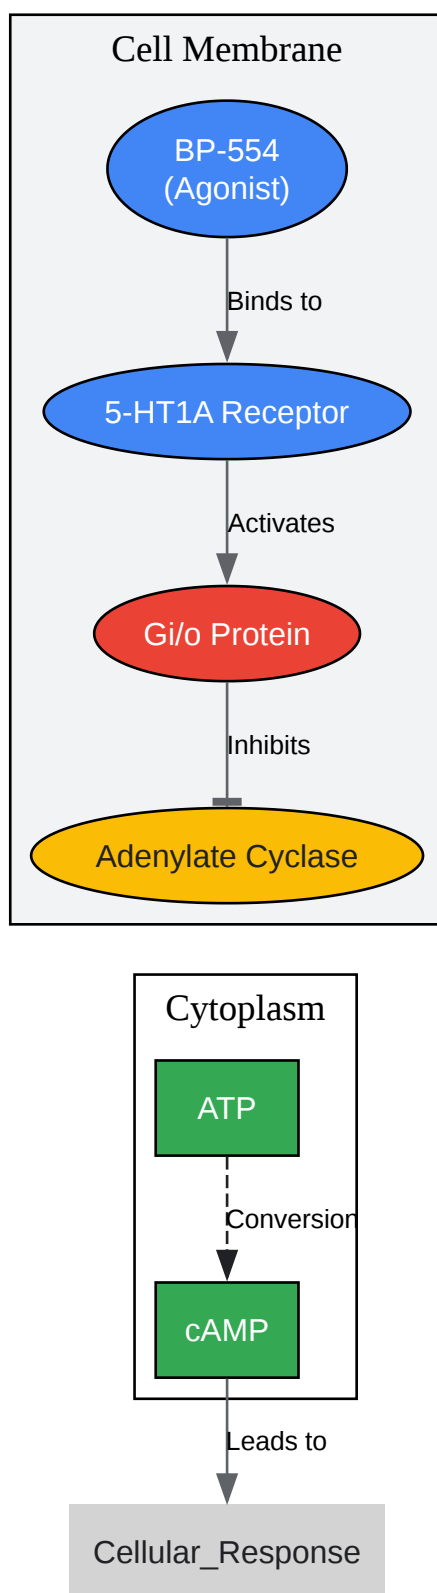 Cell Membrane
BP-554
(Agonist)
Binds to
5-HT1A Receptor
Activates
Gi/o Protein
Inhibits
Adenylate Cyclase
Cytoplasm
ATP
Conversion
cAMP
Leads to
Cellular_Response